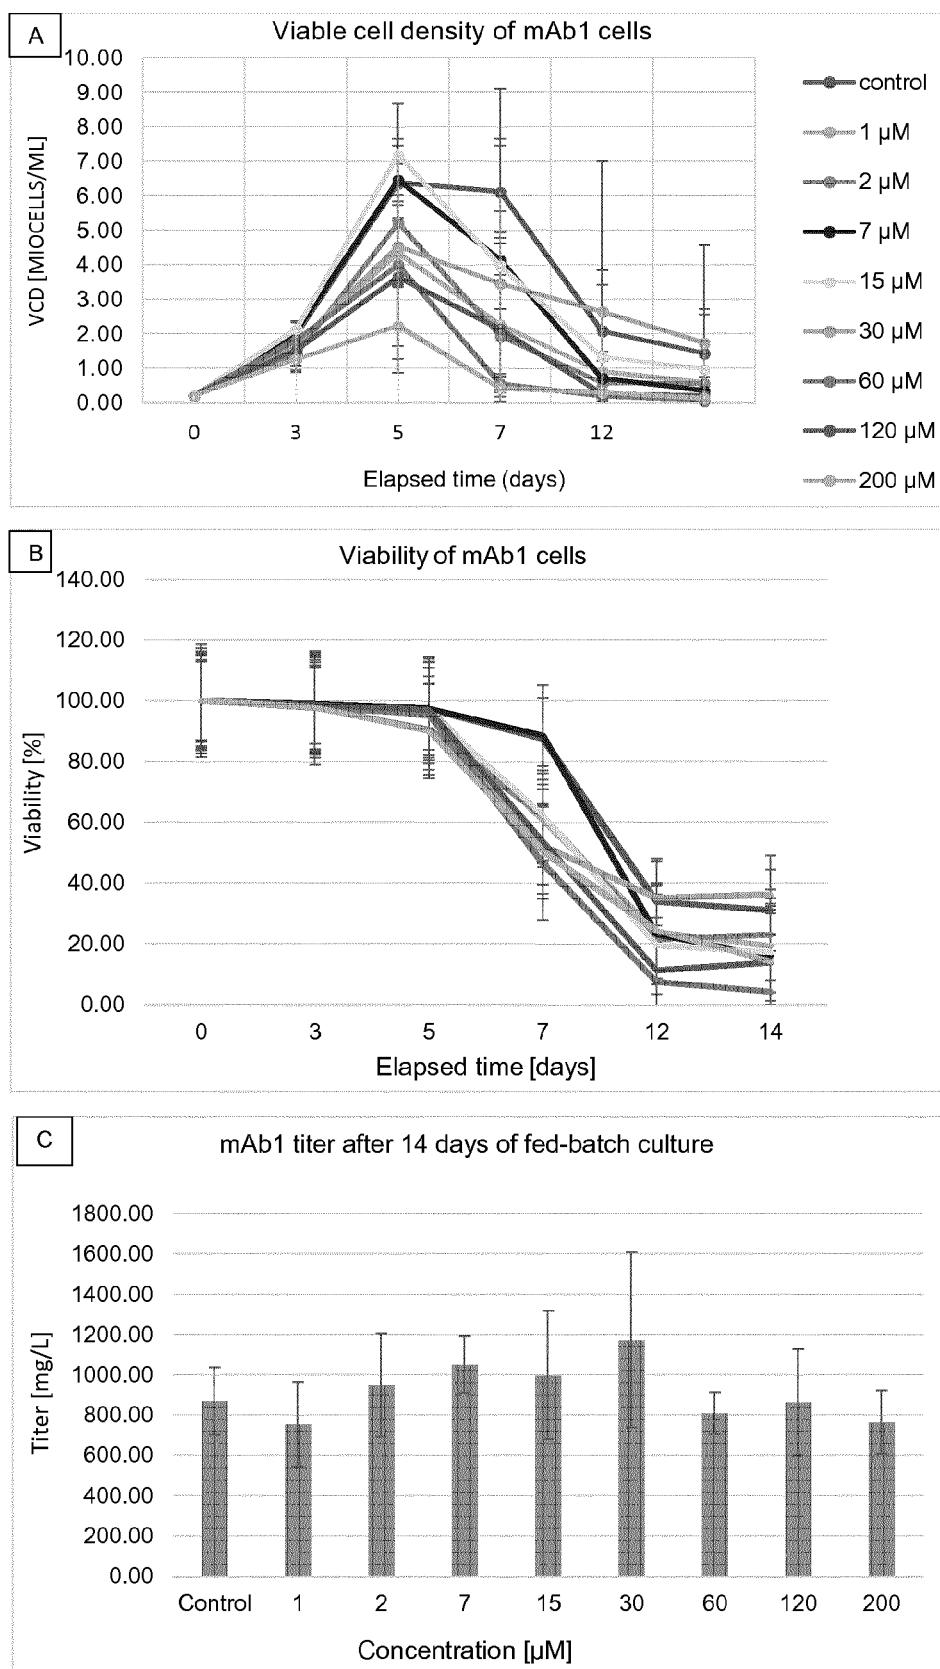 A
Viable cell density of mAb1 cells
10.00
9.00
8.00
7.00
6.00
5.00
4.00
3.00
2.00
1.00
0.00
VCD [MIOCELLS/ML]
0 3 5 7 12
Elapsed time (days)
control
1 µM
2 µM
7 µM
15 µM
30 µM
60 µM
120 µM
200 µM
B
Viability of mAb1 cells
140.00
120.00
100.00
80.00
60.00
40.00
20.00
0.00
Viability [%]
0 3 5 7 12 14
Elapsed time [days]
C
mAb1 titer after 14 days of fed-batch culture
1800.00
1600.00
1400.00
1200.00
1000.00
800.00
600.00
400.00
200.00
0.00
Titer [mg/L]
Control 1 2 7 15 30 60 120 200
Concentration [µM]